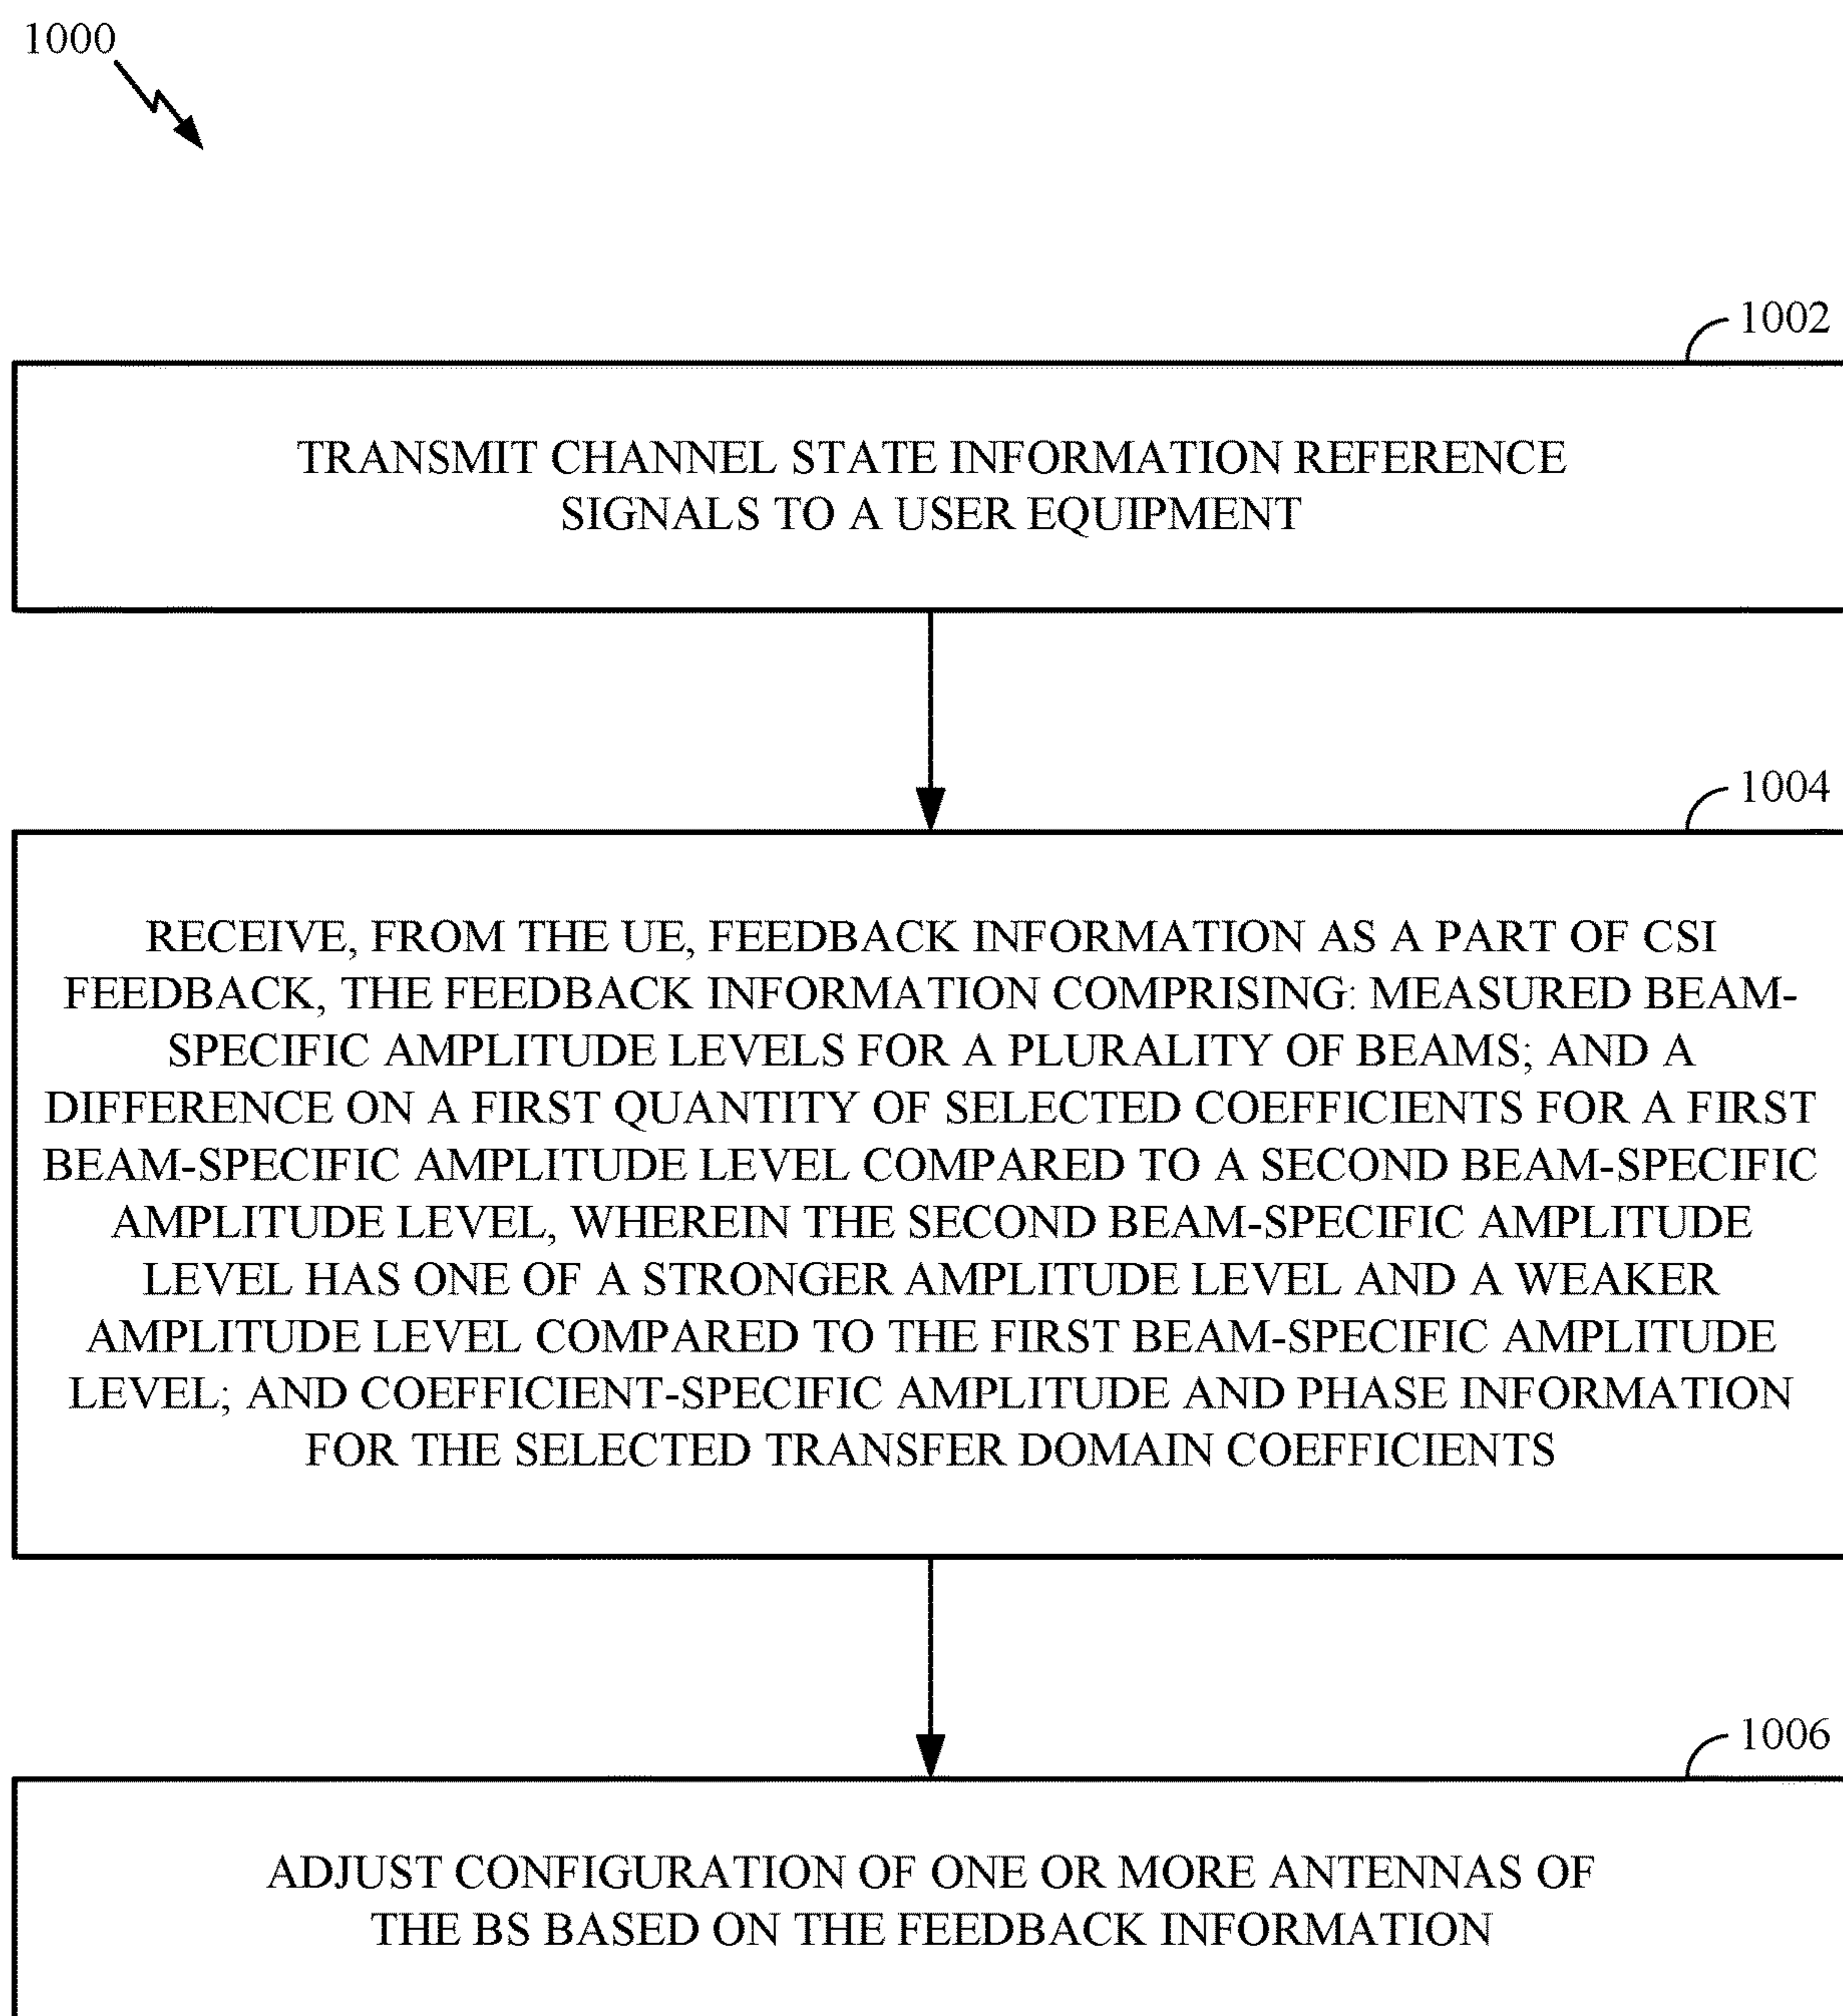 1000
1002
TRANSMIT CHANNEL STATE INFORMATION REFERENCE
SIGNALS TO A USER EQUIPMENT
1004
RECEIVE, FROM THE UE, FEEDBACK INFORMATION AS A PART OF CSI
FEEDBACK, THE FEEDBACK INFORMATION COMPRISING: MEASURED BEAM-
SPECIFIC AMPLITUDE LEVELS FOR A PLURALITY OF BEAMS; AND A
DIFFERENCE ON A FIRST QUANTITY OF SELECTED COEFFICIENTS FOR A FIRST
BEAM-SPECIFIC AMPLITUDE LEVEL COMPARED TO A SECOND BEAM-SPECIFIC
AMPLITUDE LEVEL, WHEREIN THE SECOND BEAM-SPECIFIC AMPLITUDE
LEVEL HAS ONE OF A STRONGER AMPLITUDE LEVEL AND A WEAKER
AMPLITUDE LEVEL COMPARED TO THE FIRST BEAM-SPECIFIC AMPLITUDE
LEVEL; AND COEFFICIENT-SPECIFIC AMPLITUDE AND PHASE INFORMATION
FOR THE SELECTED TRANSFER DOMAIN COEFFICIENTS
1006
ADJUST CONFIGURATION OF ONE OR MORE ANTENNAS OF
THE BS BASED ON THE FEEDBACK INFORMATION